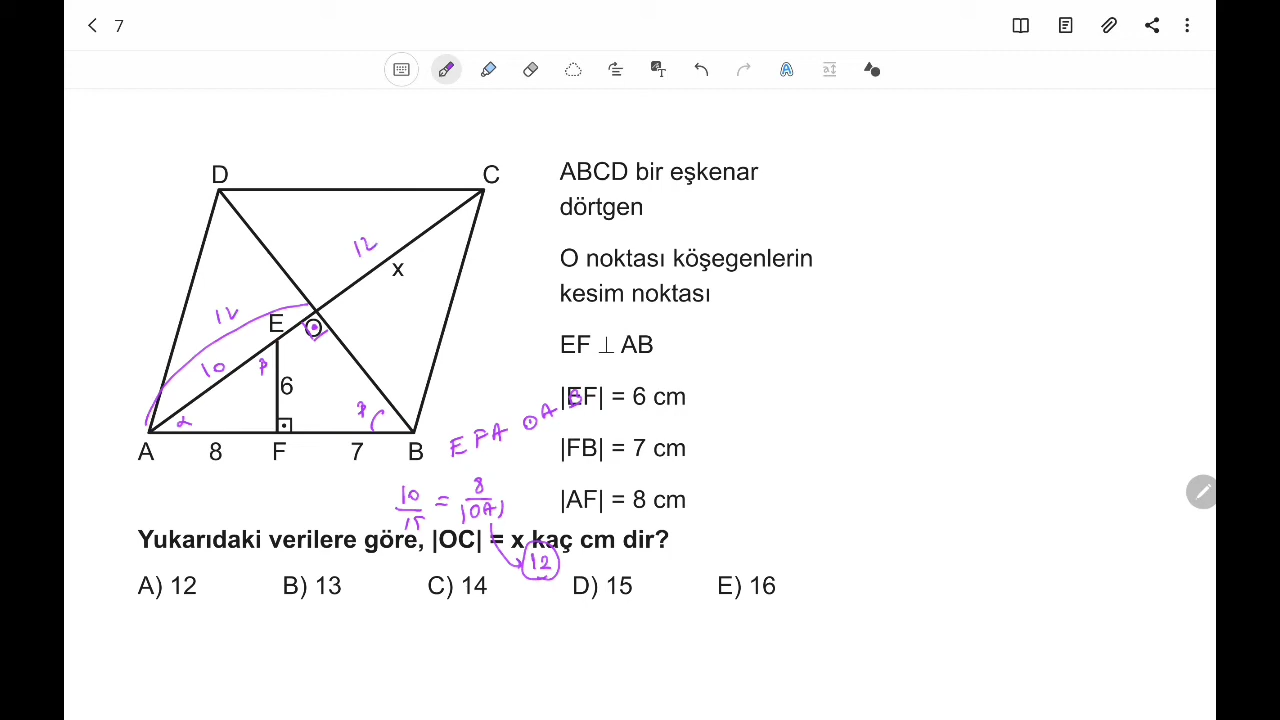 7
D
C
12
x
12
E
O
10
β
6
α
β
A
8
F
7
B
ABCD bir eşkenar
dörtgen
O noktası köşegenlerin
kesim noktası
EF ⊥ AB
|EF| = 6 cm
|FB| = 7 cm
|AF| = 8 cm
EFA OAB
10/15 = 8/|OA|
12
Yukarıdaki verilere göre, |OC| = x kaç cm dir?
A) 12 B) 13 C) 14 D) 15 E) 16